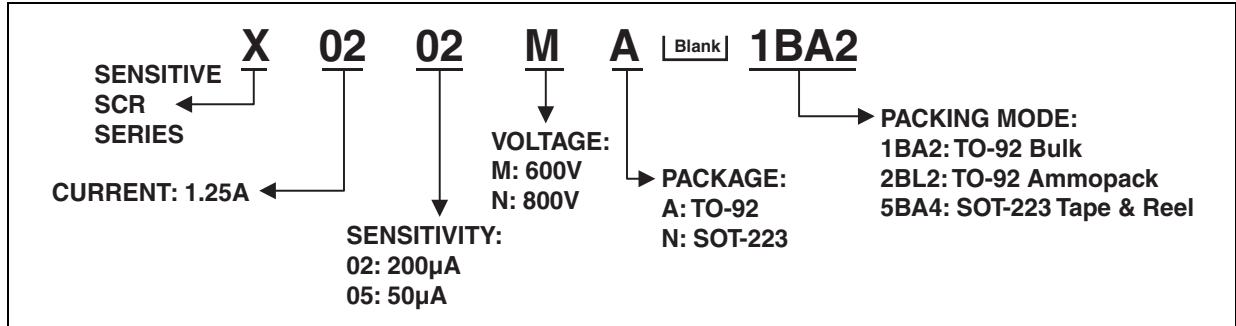 X 02 02 M A Blank 1BA2
SENSITIVE
SCR
SERIES
CURRENT: 1.25A
SENSITIVITY:
02: 200µA
05: 50µA
VOLTAGE:
M: 600V
N: 800V
PACKAGE:
A: TO-92
N: SOT-223
PACKING MODE:
1BA2: TO-92 Bulk
2BL2: TO-92 Ammopack
5BA4: SOT-223 Tape & Reel